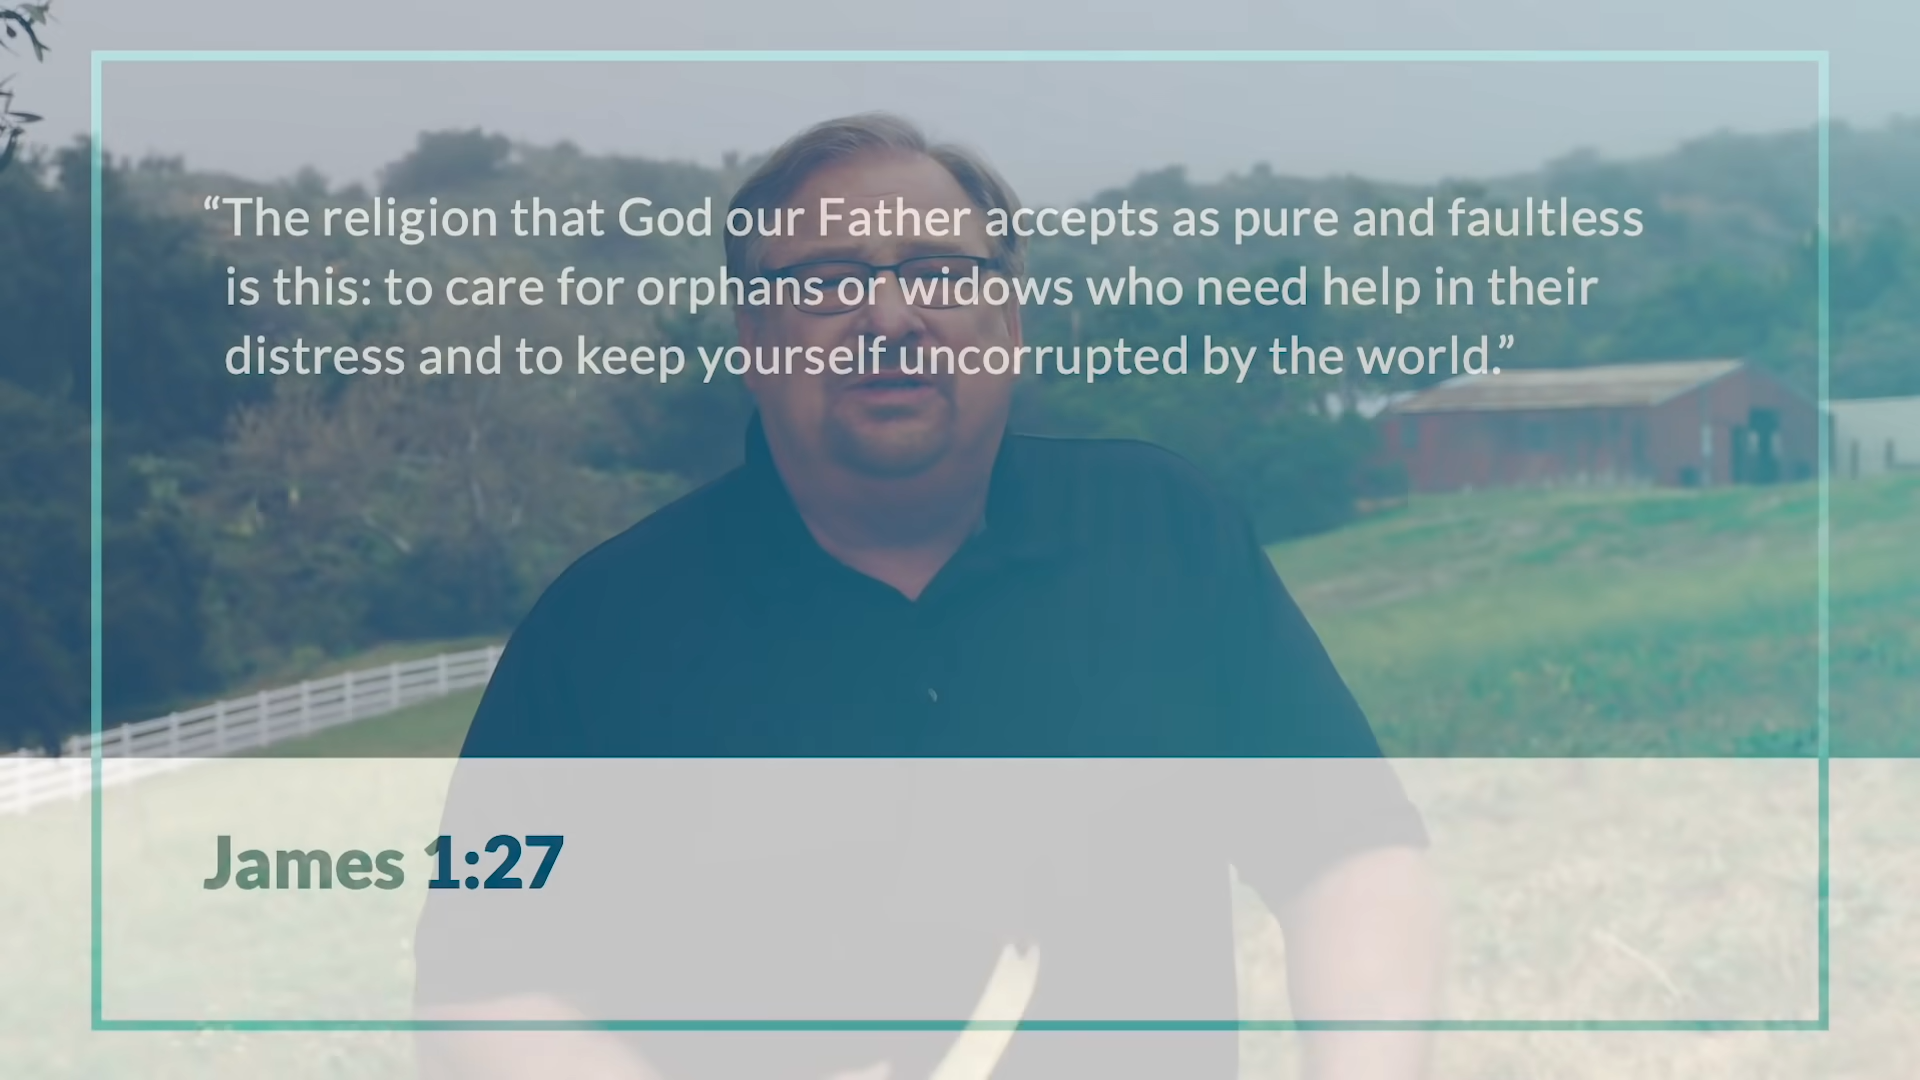 “The religion that God our Father accepts as pure and faultless
is this: to care for orphans or widows who need help in their
distress and to keep yourself uncorrupted by the world.”
James 1:27